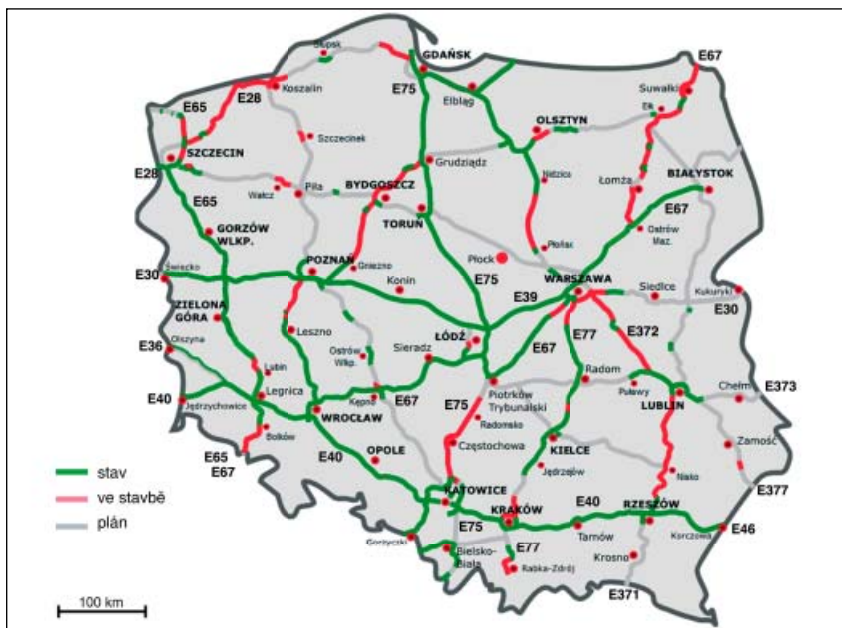 E67
Słupsk
GDAŃSK
E28
Koszalin
E75
Elbląg
Suwałki
Ełk
E65
OLSZTYN
SZCZECIN
Szczecinek
Grudziądz
Nidzica
BIAŁYSTOK
E28
Wałcz
Piła
BYDGOSZCZ
Łomża
E65
TORUŃ
E67
GORZÓW
WLKP.
Płońsk
Ostrów
Maz.
Płock
POZNAŃ
Gniezno
E30
Świecko
Konin
E75
WARSZAWA
Siedlce
Kukuryki
E39
E30
ZIELONA
GÓRA
Leszno
E77
E372
E36
Olszyna
ŁÓDŹ
E67
Ostrów
Wlkp.
Sieradz
Lubin
Radom
Puławy
Chełm
E373
E40
Legnica
Kępno
E67
E75
Piotrków
Trybunalski
LUBLIN
Jędrzychowice
WROCŁAW
Radomsko
Bolków
Częstochowa
KIELCE
Zamość
E65
E67
E40
OPOLE
Jędrzejów
Nisko
E377
stav
ve stavbě
plán
KATOWICE
E40
KRAKÓW
RZESZÓW
E46
E75
Tarnów
Korczowa
Gorzyczki
E77
Bielsko-
Biała
Krosno
Rabka-Zdrój
E371
100 km